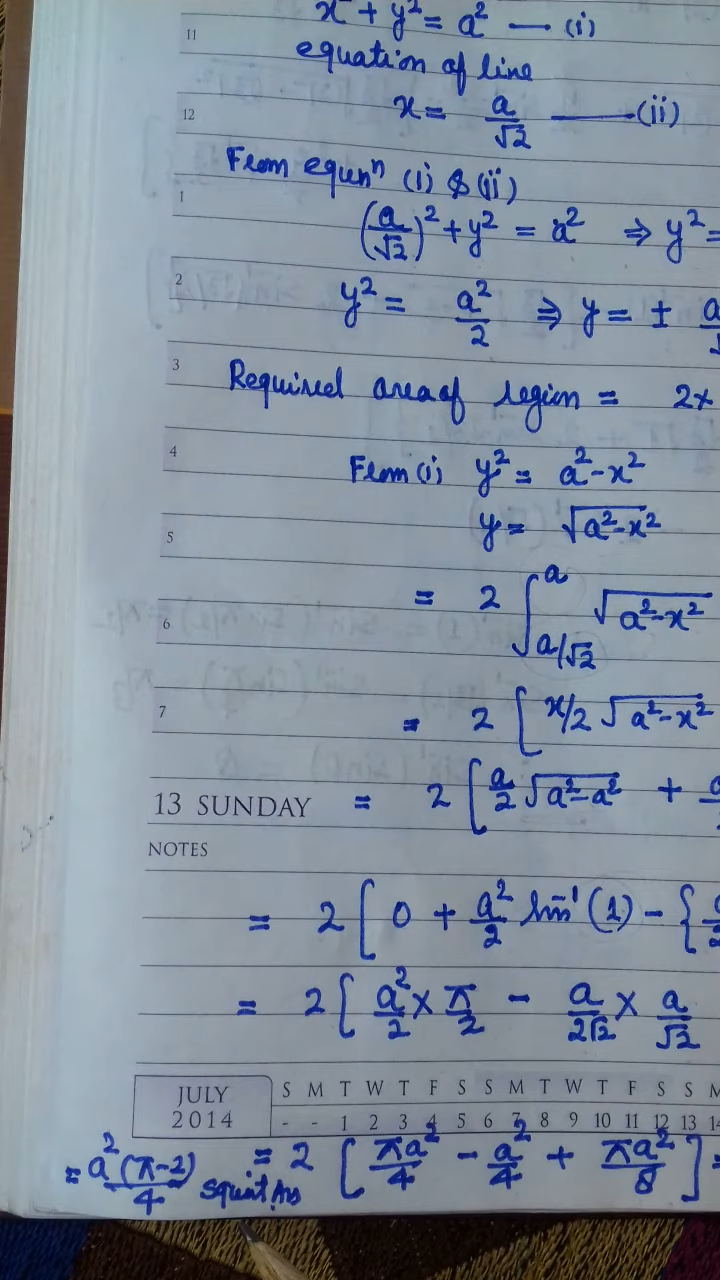 11 x² + y² = a² — (i)
equation of line
12 x = a/√2 —— (ii)
From equnⁿ (i) & (ii)
1 (a/√2)² + y² = a² ⇒ y² =
2 y² = a²/2 ⇒ y = ± a/√
3 Required area of region = 2×
4 From (i) y² = a²-x²
5 y = √a²-x²
6 = 2 ∫ₐ/√₂ᵃ √a²-x²
7 = 2 [ x/2 √a²-x²
13 SUNDAY = 2 [ a/2 √a²-a² + a
NOTES
= 2 [ 0 + a²/2 sin⁻¹ (1) - {
= 2 [ a²/2 × π/2 - a/2√2 × a/√2
JULY 2014 S M T W T F S S M T W T F S S M
- - 1 2 3 4 5 6 7 8 9 10 11 12 13 14
= 2 [ πa²/4 - a²/4 + πa²/8 ] =
= a²(π-2)/4 squnit Ans